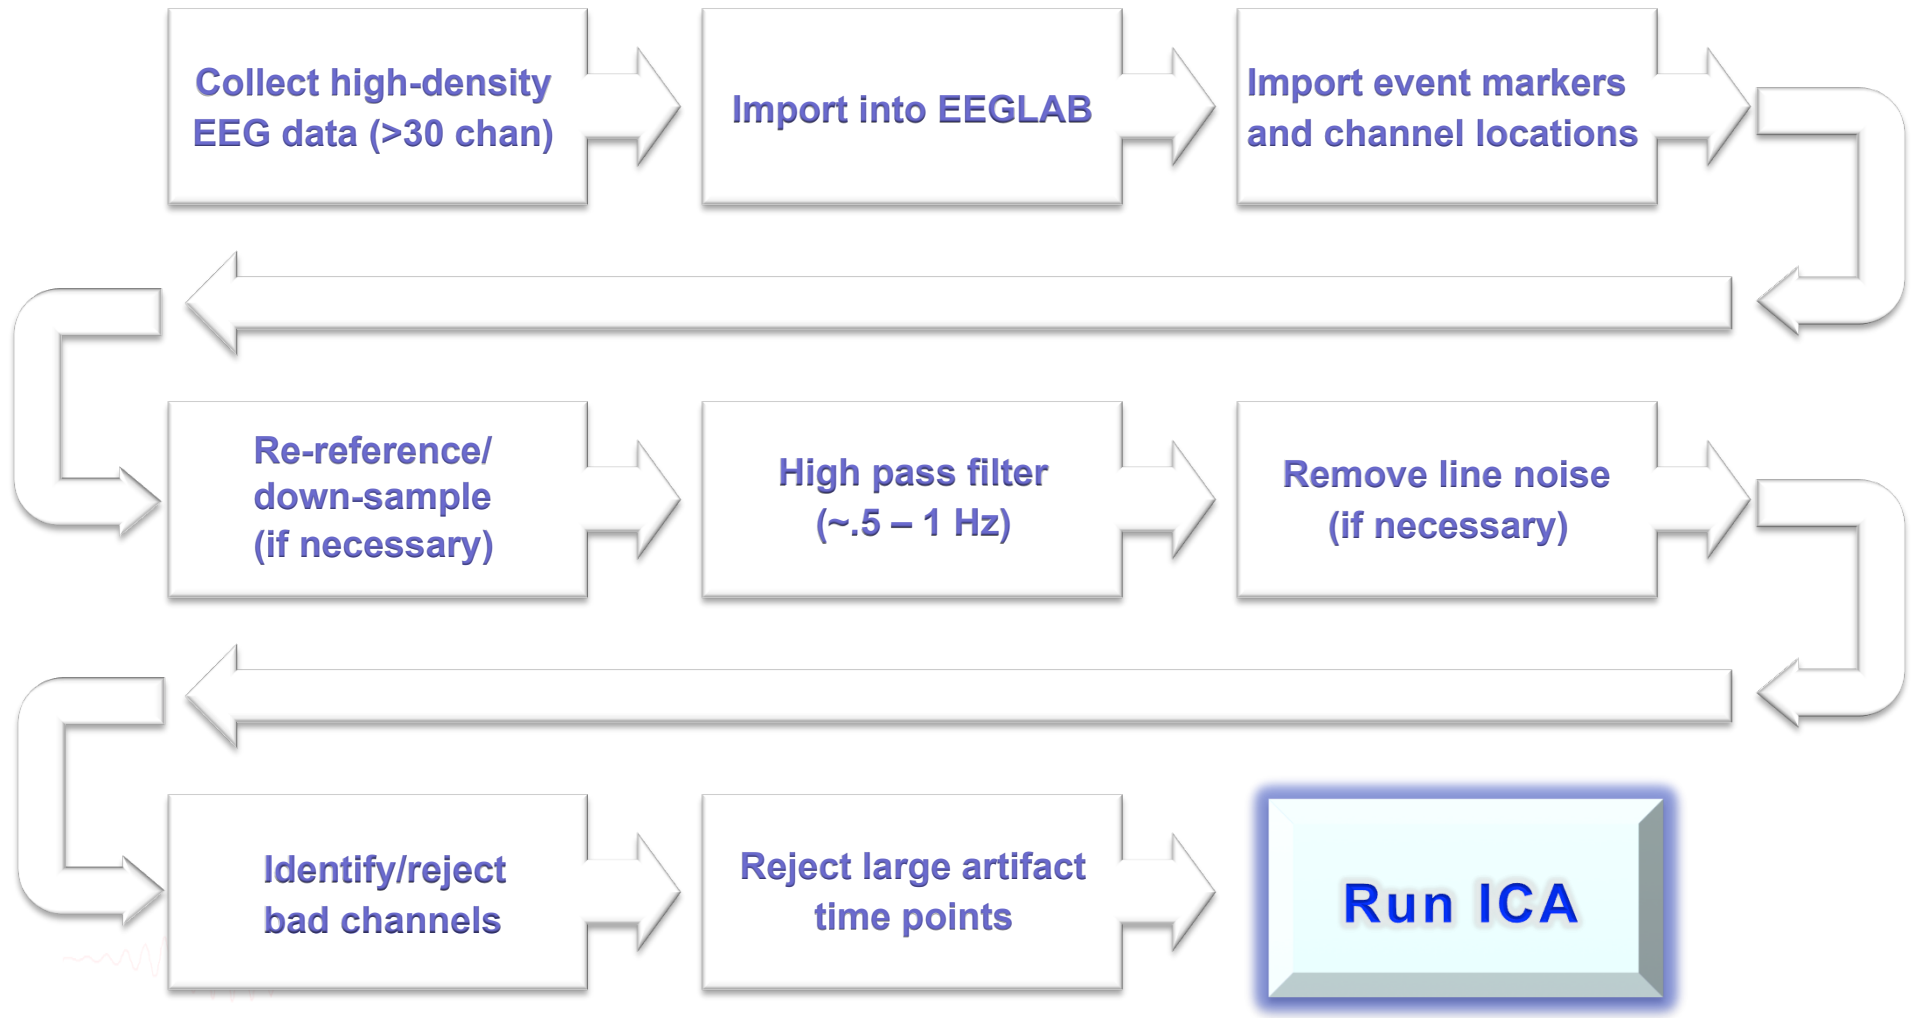 Collect high-density
EEG data (>30 chan)
Import into EEGLAB
Import event markers
and channel locations
Re-reference/
down-sample
(if necessary)
High pass filter
(~.5 – 1 Hz)
Remove line noise
(if necessary)
Identify/reject
bad channels
Reject large artifact
time points
Run ICA